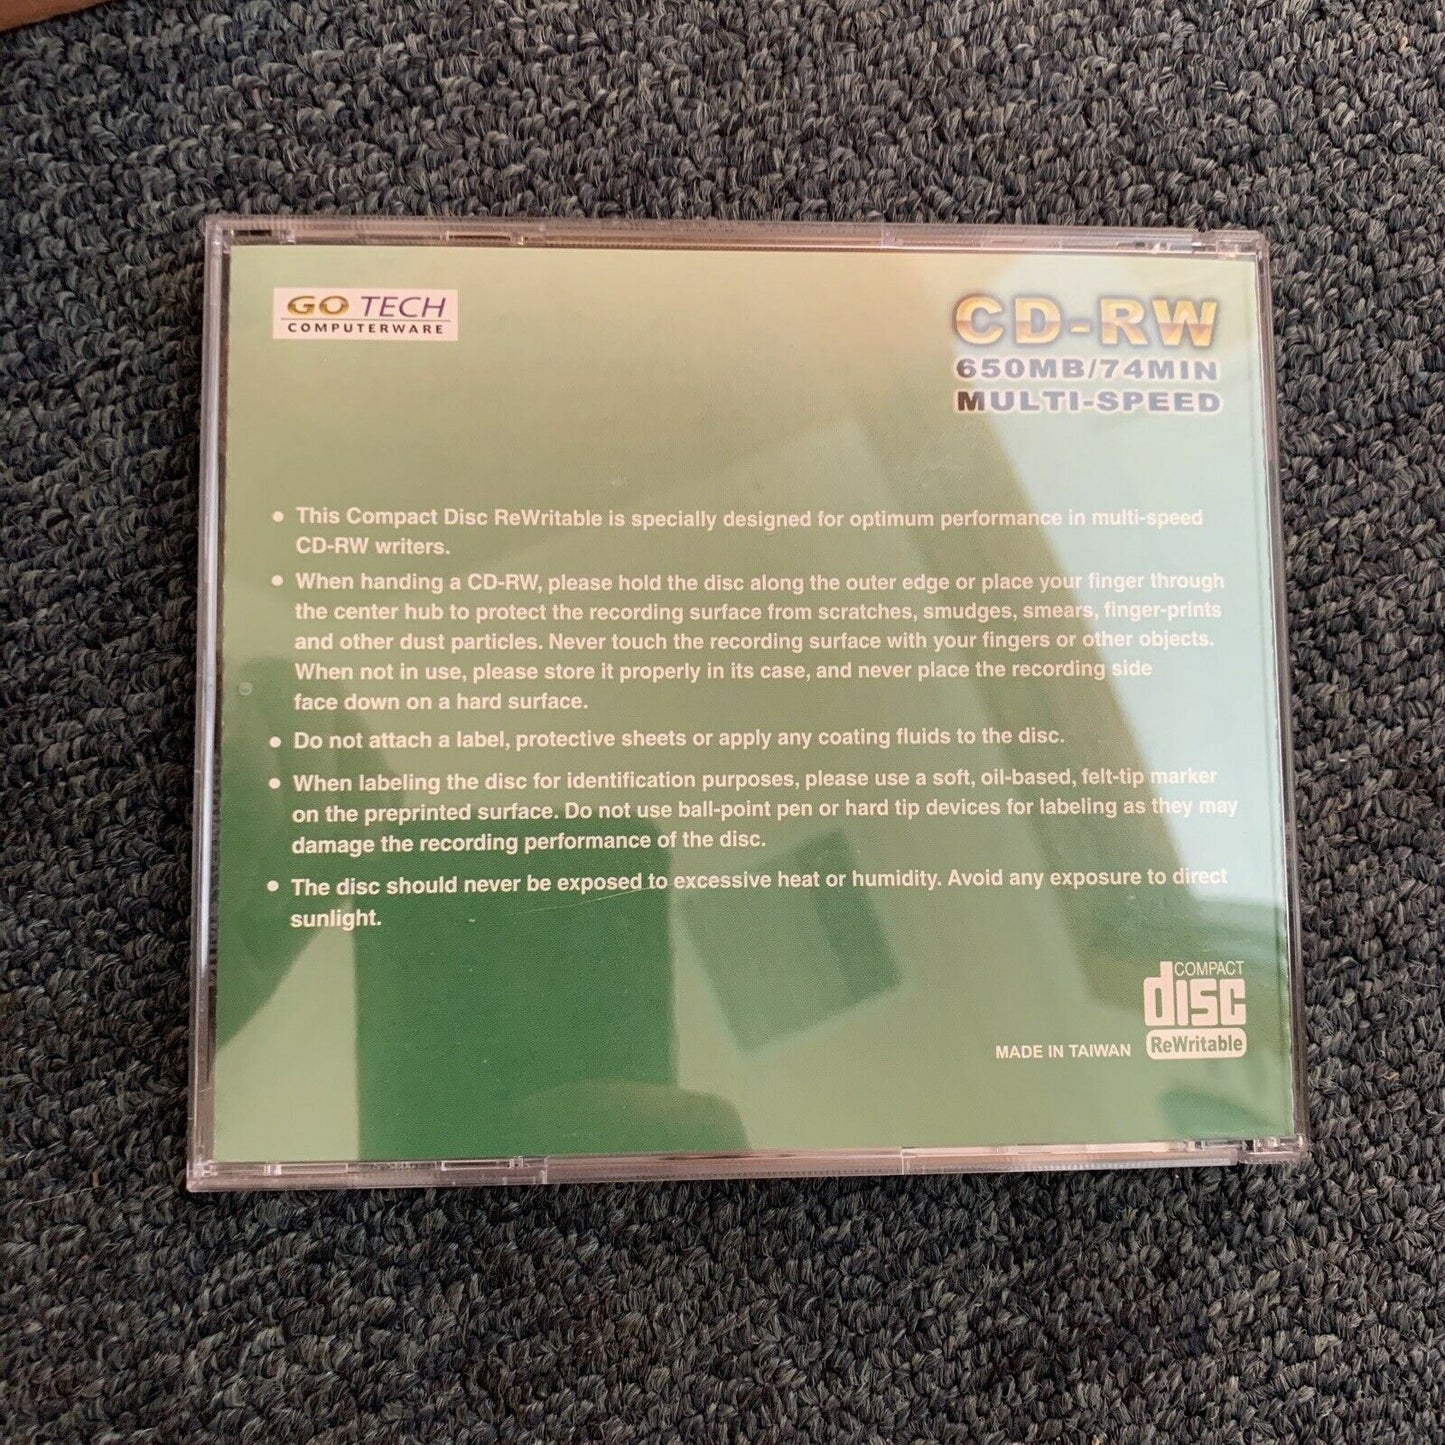 GO TECH
COMPUTERWARE
CD-RW
650MB/74MIN
MULTI-SPEED
• This Compact Disc ReWritable is specially designed for optimum performance in multi-speed
CD-RW writers.
• When handing a CD-RW, please hold the disc along the outer edge or place your finger through
the center hub to protect the recording surface from scratches, smudges, smears, finger-prints
and other dust particles. Never touch the recording surface with your fingers or other objects.
When not in use, please store it properly in its case, and never place the recording side
face down on a hard surface.
• Do not attach a label, protective sheets or apply any coating fluids to the disc.
• When labeling the disc for identification purposes, please use a soft, oil-based, felt-tip marker
on the preprinted surface. Do not use ball-point pen or hard tip devices for labeling as they may
damage the recording performance of the disc.
• The disc should never be exposed to excessive heat or humidity. Avoid any exposure to direct
sunlight.
MADE IN TAIWAN
COMPACT
disc
ReWritable